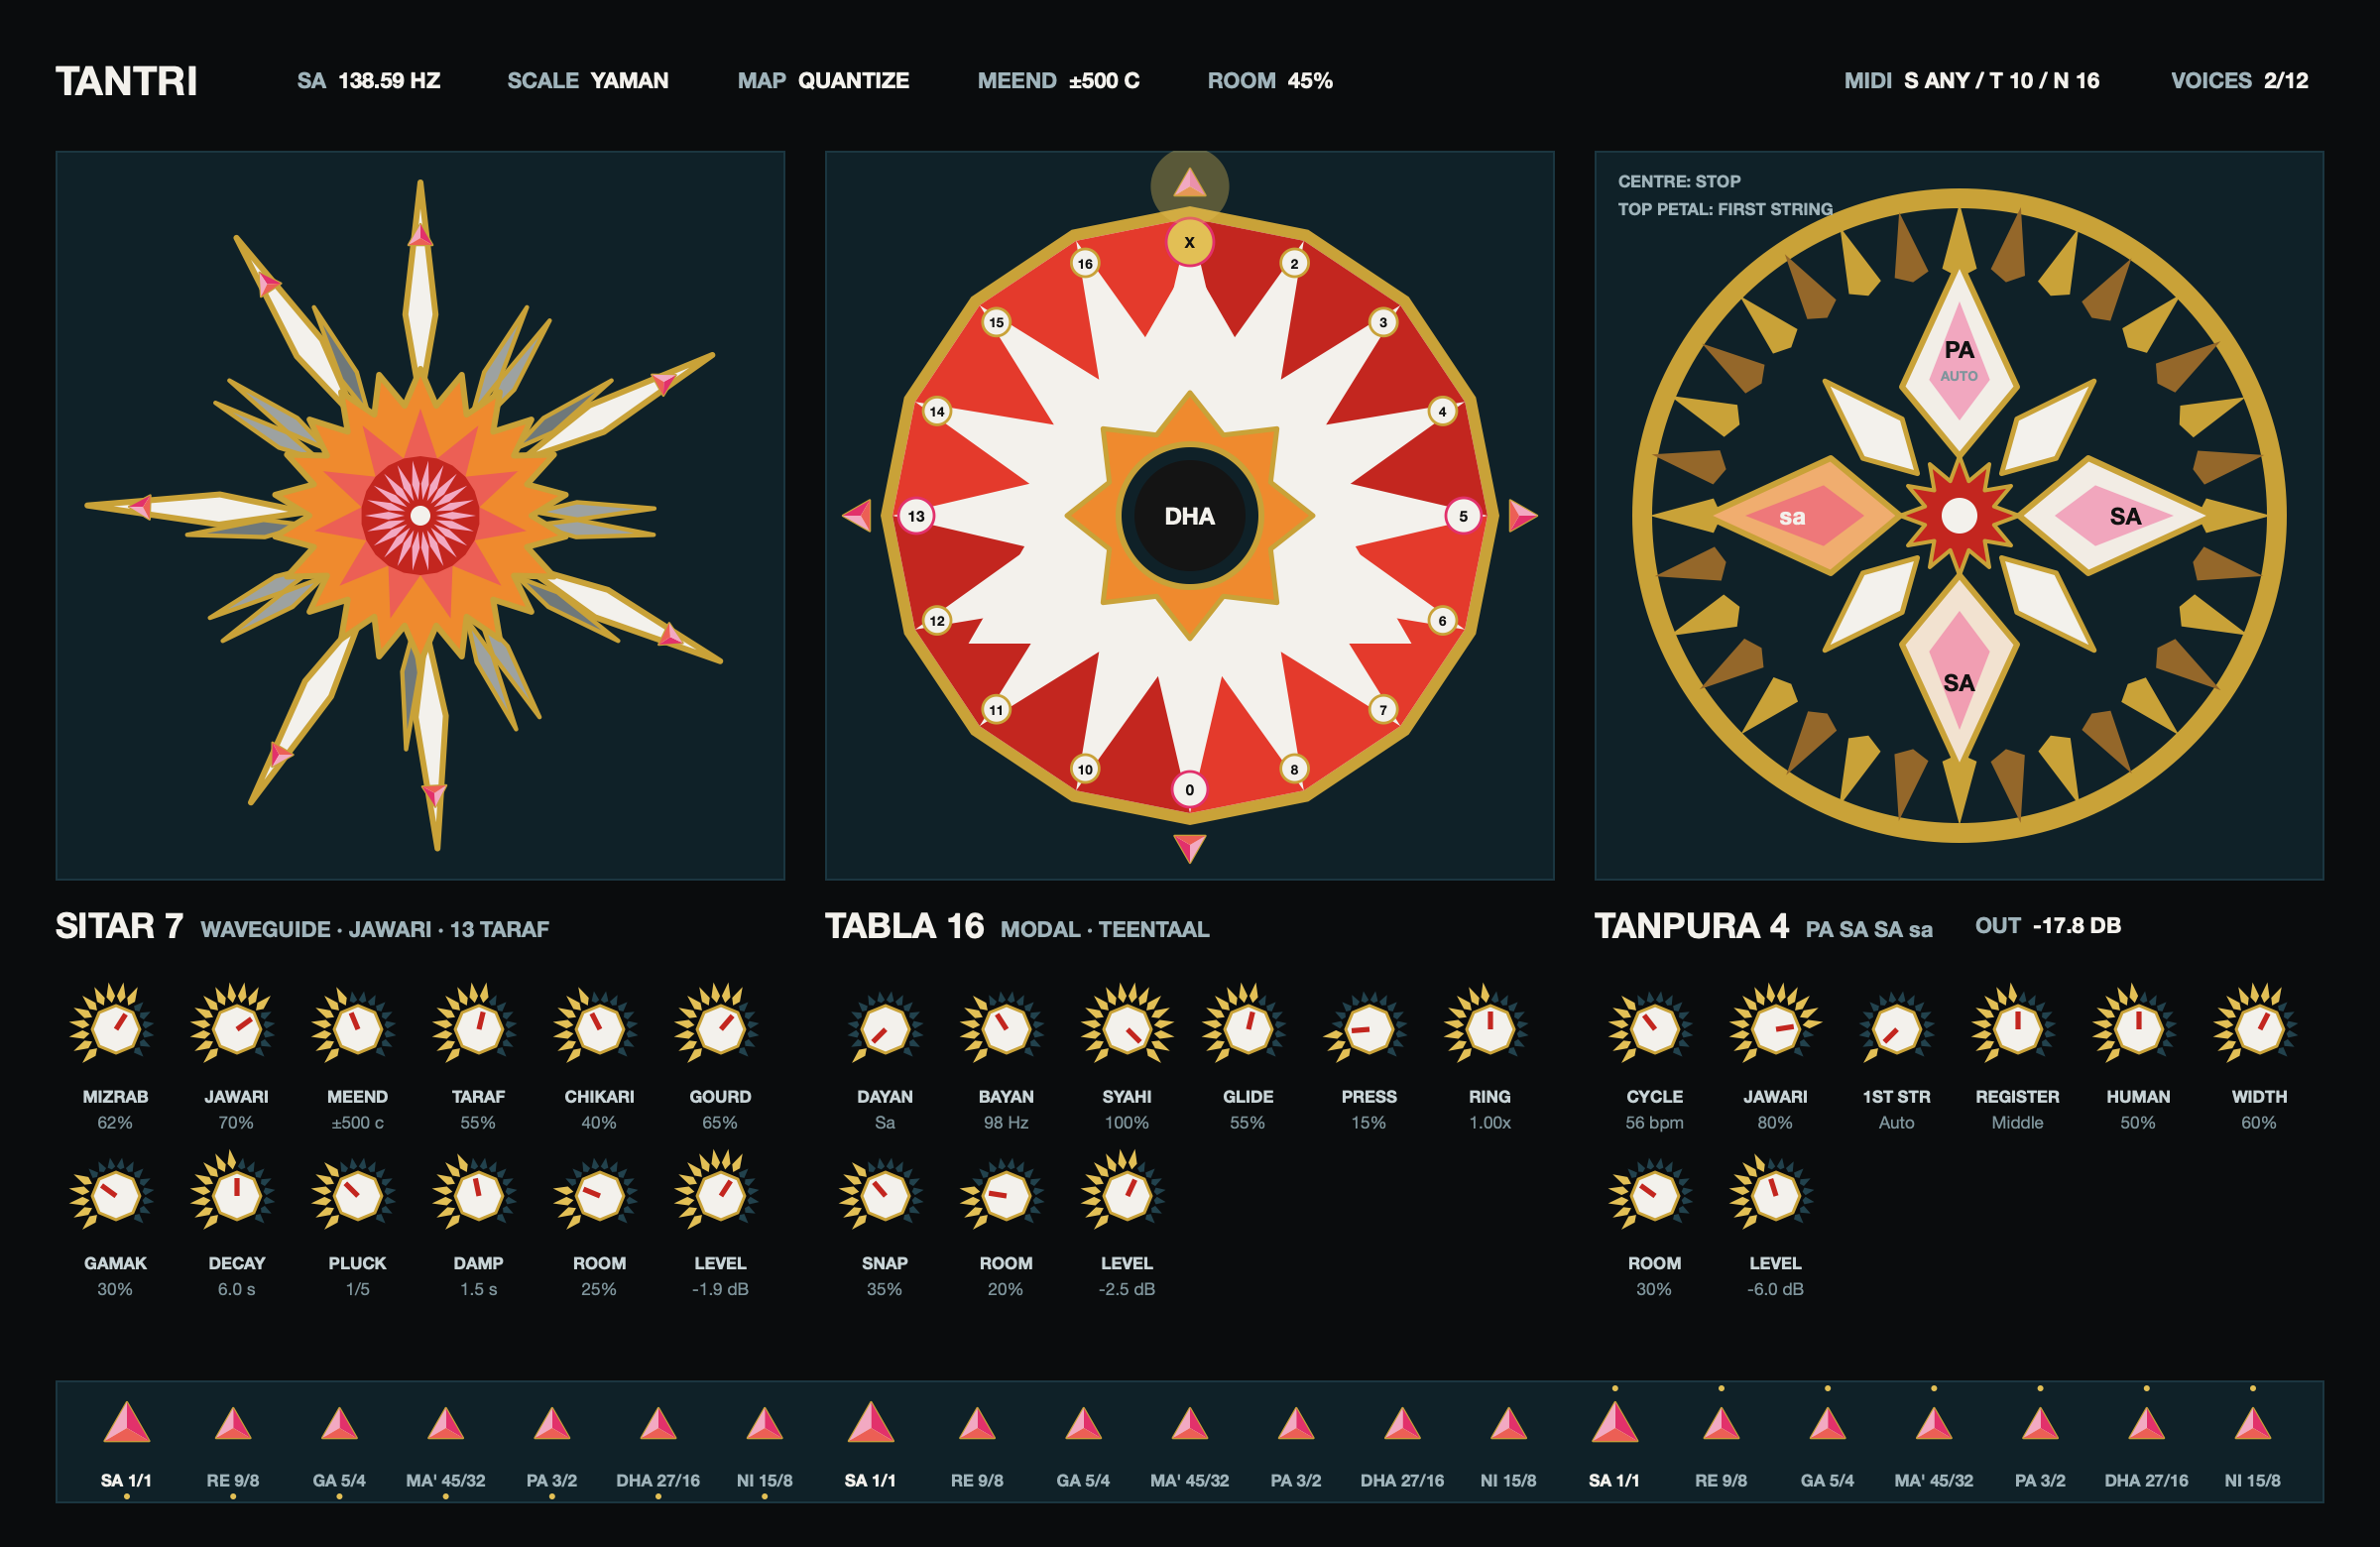 TANTRI SA 138.59 HZ SCALE YAMAN MAP QUANTIZE MEEND ±500 C ROOM 45% MIDI S ANY / T 10 / N 16 VOICES 2/12
X
16 2
15 3
14 4
13 DHA 5
12 6
11 7
10 8
0
CENTRE: STOP
TOP PETAL: FIRST STRING
PA
AUTO
sa SA
SA
SITAR 7 WAVEGUIDE · JAWARI · 13 TARAF
MIZRAB JAWARI MEEND TARAF CHIKARI GOURD
62% 70% ±500 c 55% 40% 65%
GAMAK DECAY PLUCK DAMP ROOM LEVEL
30% 6.0 s 1/5 1.5 s 25% -1.9 dB
TABLA 16 MODAL · TEENTAAL
DAYAN BAYAN SYAHI GLIDE PRESS RING
Sa 98 Hz 100% 55% 15% 1.00x
SNAP ROOM LEVEL
35% 20% -2.5 dB
TANPURA 4 PA SA SA sa OUT -17.8 DB
CYCLE JAWARI 1ST STR REGISTER HUMAN WIDTH
56 bpm 80% Auto Middle 50% 60%
ROOM LEVEL
30% -6.0 dB
SA 1/1 RE 9/8 GA 5/4 MA' 45/32 PA 3/2 DHA 27/16 NI 15/8 SA 1/1 RE 9/8 GA 5/4 MA' 45/32 PA 3/2 DHA 27/16 NI 15/8 SA 1/1 RE 9/8 GA 5/4 MA' 45/32 PA 3/2 DHA 27/16 NI 15/8